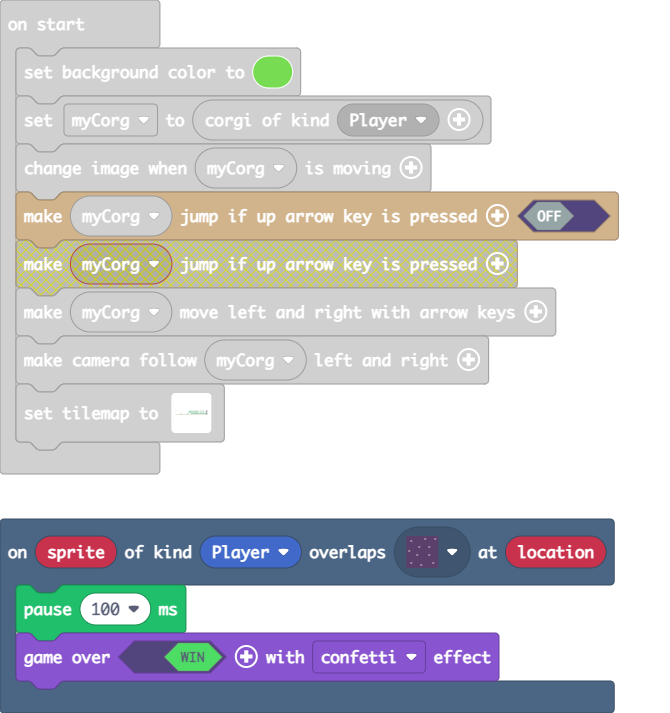 on start
set background color to
set myCorg to corgi of kind Player
change image when myCorg is moving
make myCorg jump if up arrow key is pressed OFF
make myCorg jump if up arrow key is pressed
make myCorg move left and right with arrow keys
make camera follow myCorg left and right
set tilemap to
on sprite of kind Player overlaps at location
pause 100 ms
game over WIN with confetti effect